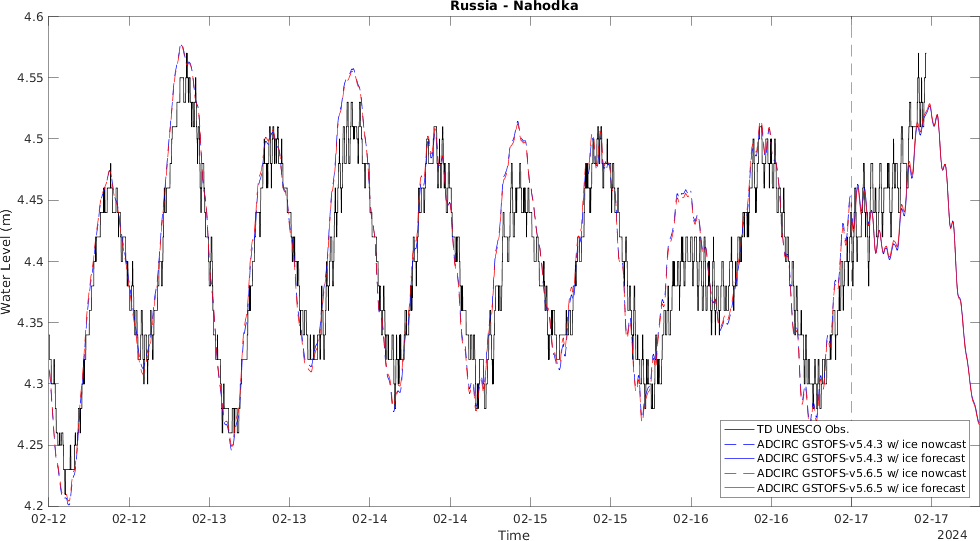 Russia - Nahodka
4.6
4.55
4.5
4.45
4.4
4.35
4.3
4.25
4.2
Water Level (m)
TD UNESCO Obs.
ADCIRC GSTOFS-v5.4.3 w/ ice nowcast
ADCIRC GSTOFS-v5.4.3 w/ ice forecast
ADCIRC GSTOFS-v5.6.5 w/ ice nowcast
ADCIRC GSTOFS-v5.6.5 w/ ice forecast
02-12 02-12 02-13 02-13 02-14 02-14 02-15 02-15 02-16 02-16 02-17 02-17
Time
2024